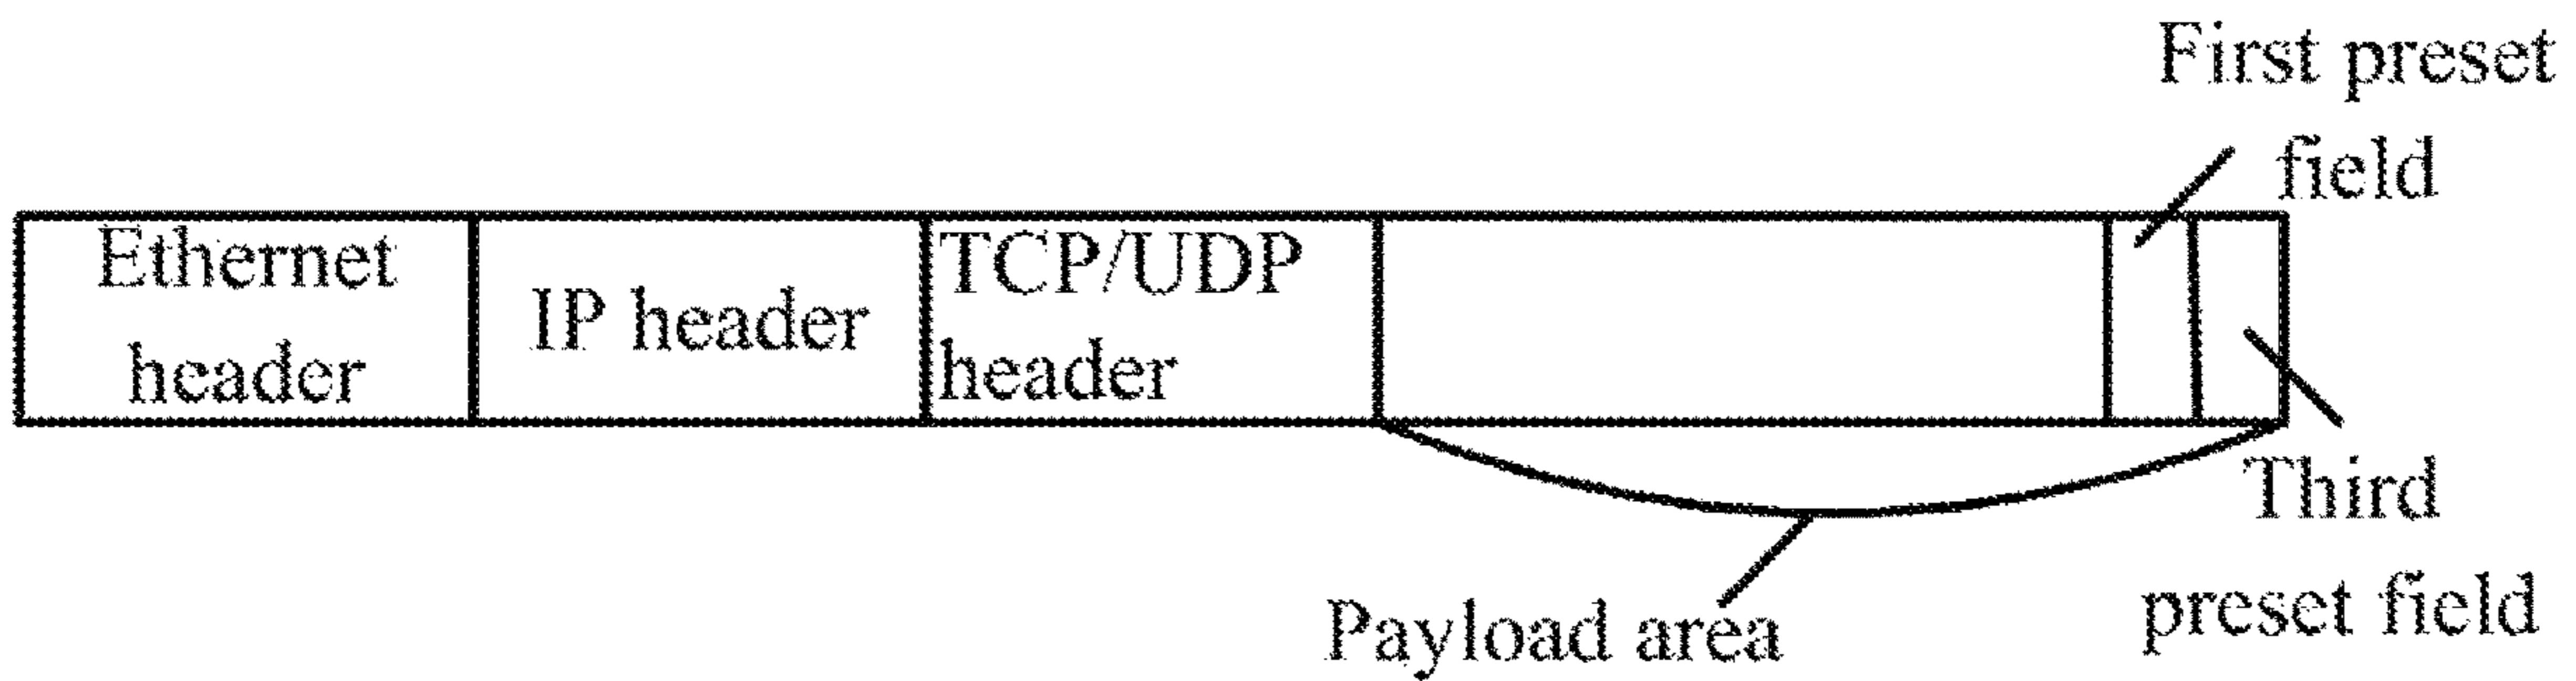 First preset
field
Ethernet
header
IP header
TCP/UDP
header
Third
preset field
Payload area